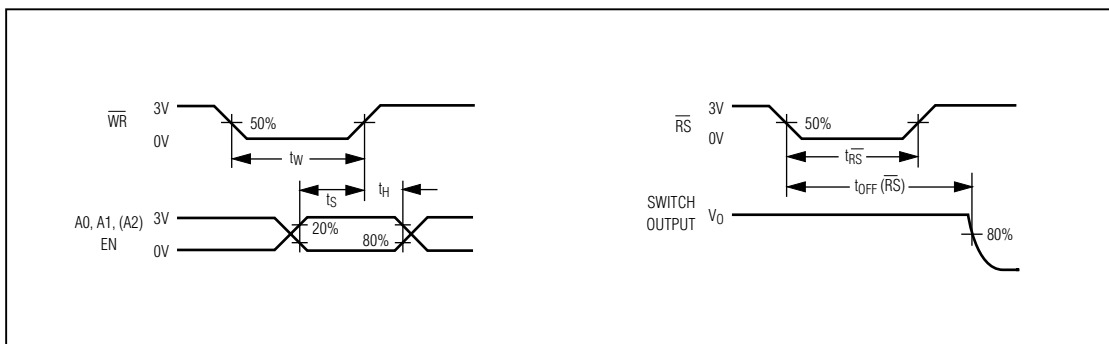 WR
3V
0V
50%
tW
tS
tH
A0, A1, (A2)
EN
3V
0V
20%
80%
RS
3V
0V
50%
tRS
tOFF (RS)
SWITCH
OUTPUT
VO
80%